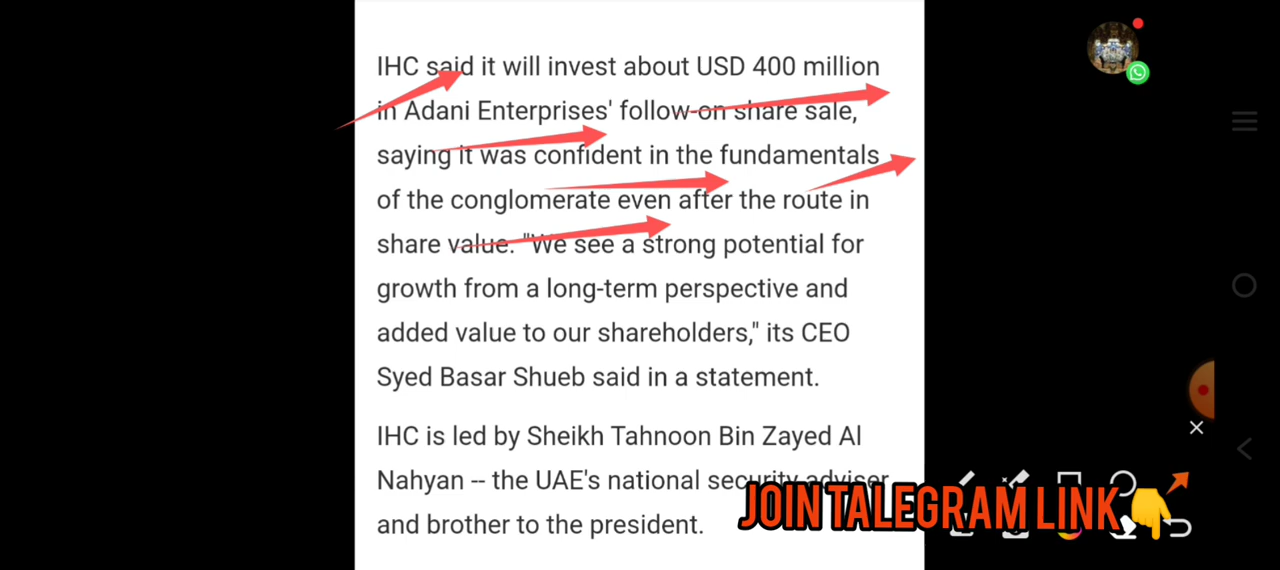 IHC said it will invest about USD 400 million
in Adani Enterprises' follow-on share sale,
saying it was confident in the fundamentals
of the conglomerate even after the route in
share value. "We see a strong potential for
growth from a long-term perspective and
added value to our shareholders," its CEO
Syed Basar Shueb said in a statement.
IHC is led by Sheikh Tahnoon Bin Zayed Al
Nahyan -- the UAE's national security adviser
and brother to the president.
JOIN TALEGRAM LINK